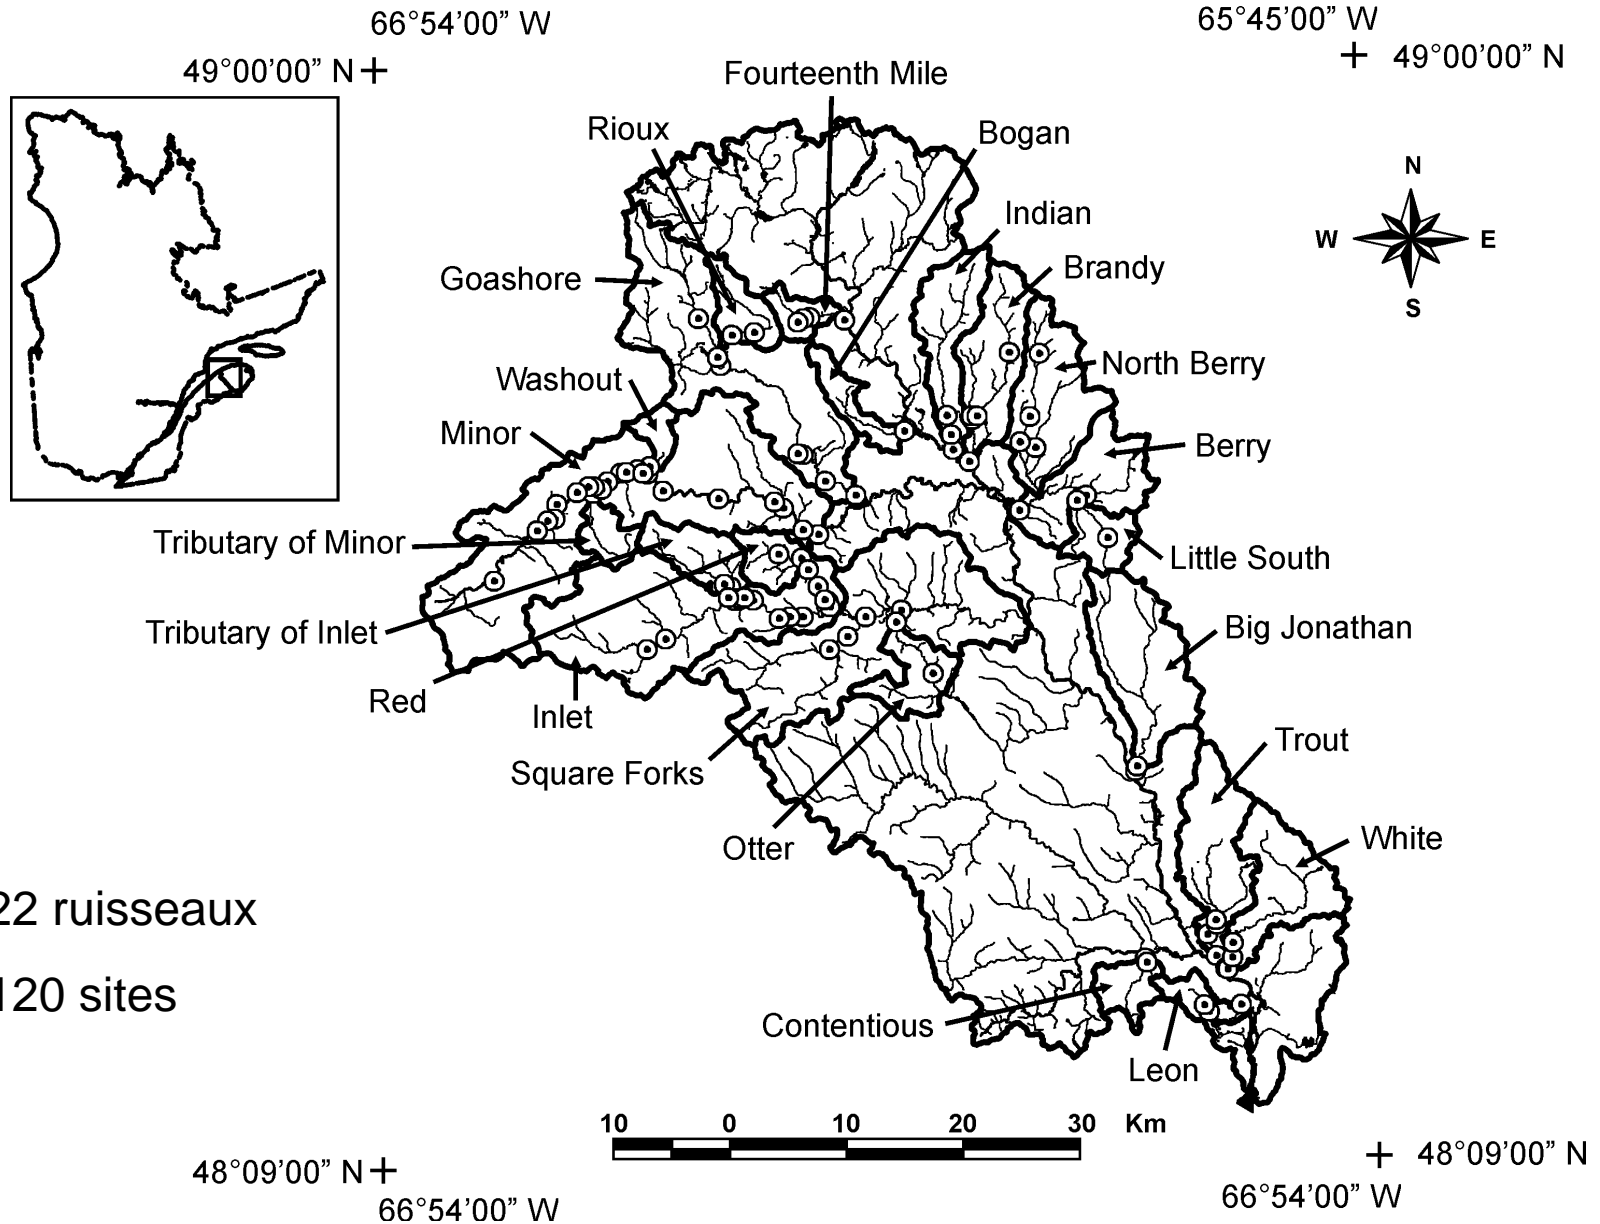 66°54'00” W
65°45'00” W
49°00'00” N
49°00'00” N
Fourteenth Mile
Rioux
Bogan
N
Indian
W
E
Brandy
Goashore
S
North Berry
Washout
Minor
Berry
Tributary of Minor
Little South
Tributary of Inlet
Big Jonathan
Red
Inlet
Trout
Square Forks
Otter
White
22 ruisseaux
120 sites
Contentious
Leon
10 0 10 20 30 Km
48°09'00” N
48°09'00” N
66°54'00” W
66°54'00” W